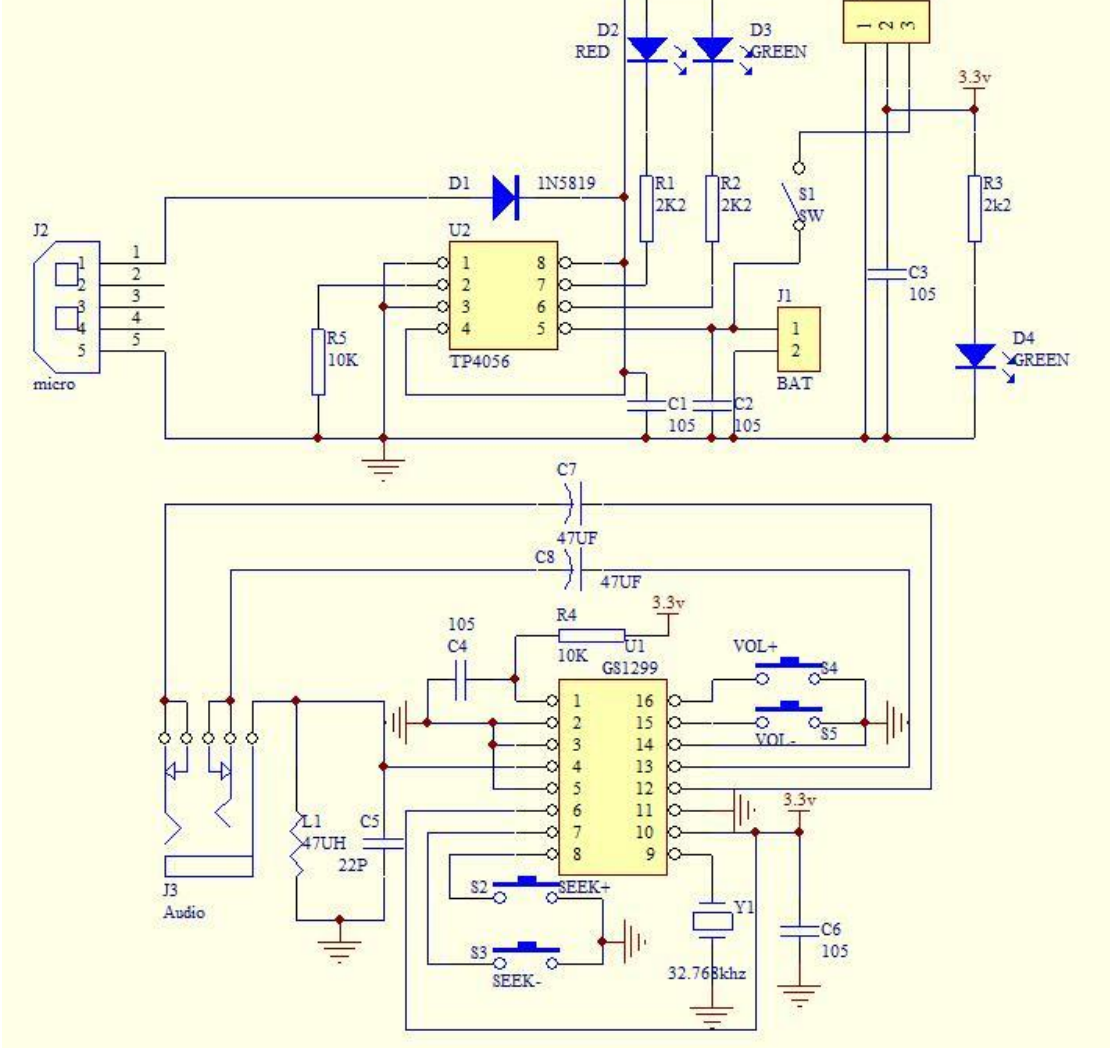 D2
RED
D3
GREEN
1 2 3
3.3v
D1
1N5819
R1
2K2
R2
2K2
S1
SW
R3
2k2
J2
1
2
3
4
5
1
2
3
4
5
micro
U2
1
2
3
4
8
7
6
5
TP4056
R5
10K
C3
105
J1
1
2
BAT
D4
GREEN
C1
105
C2
105
C7
47UF
C8
47UF
3.3v
105
C4
R4
10K
U1
GS1299
1
2
3
4
5
6
7
8
16
15
14
13
12
11
10
9
VOL+
S4
VOL-
S5
3.3v
L1
47UH
C5
22P
J3
Audio
S2
SEEK+
S3
SEEK-
Y1
32.768khz
C6
105